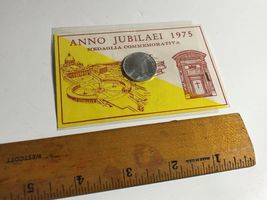 ANNO JUBILAEI 1975
MEDAGLIA COMMEMORATIVA
WESTCOTT
5 4 3 2 1